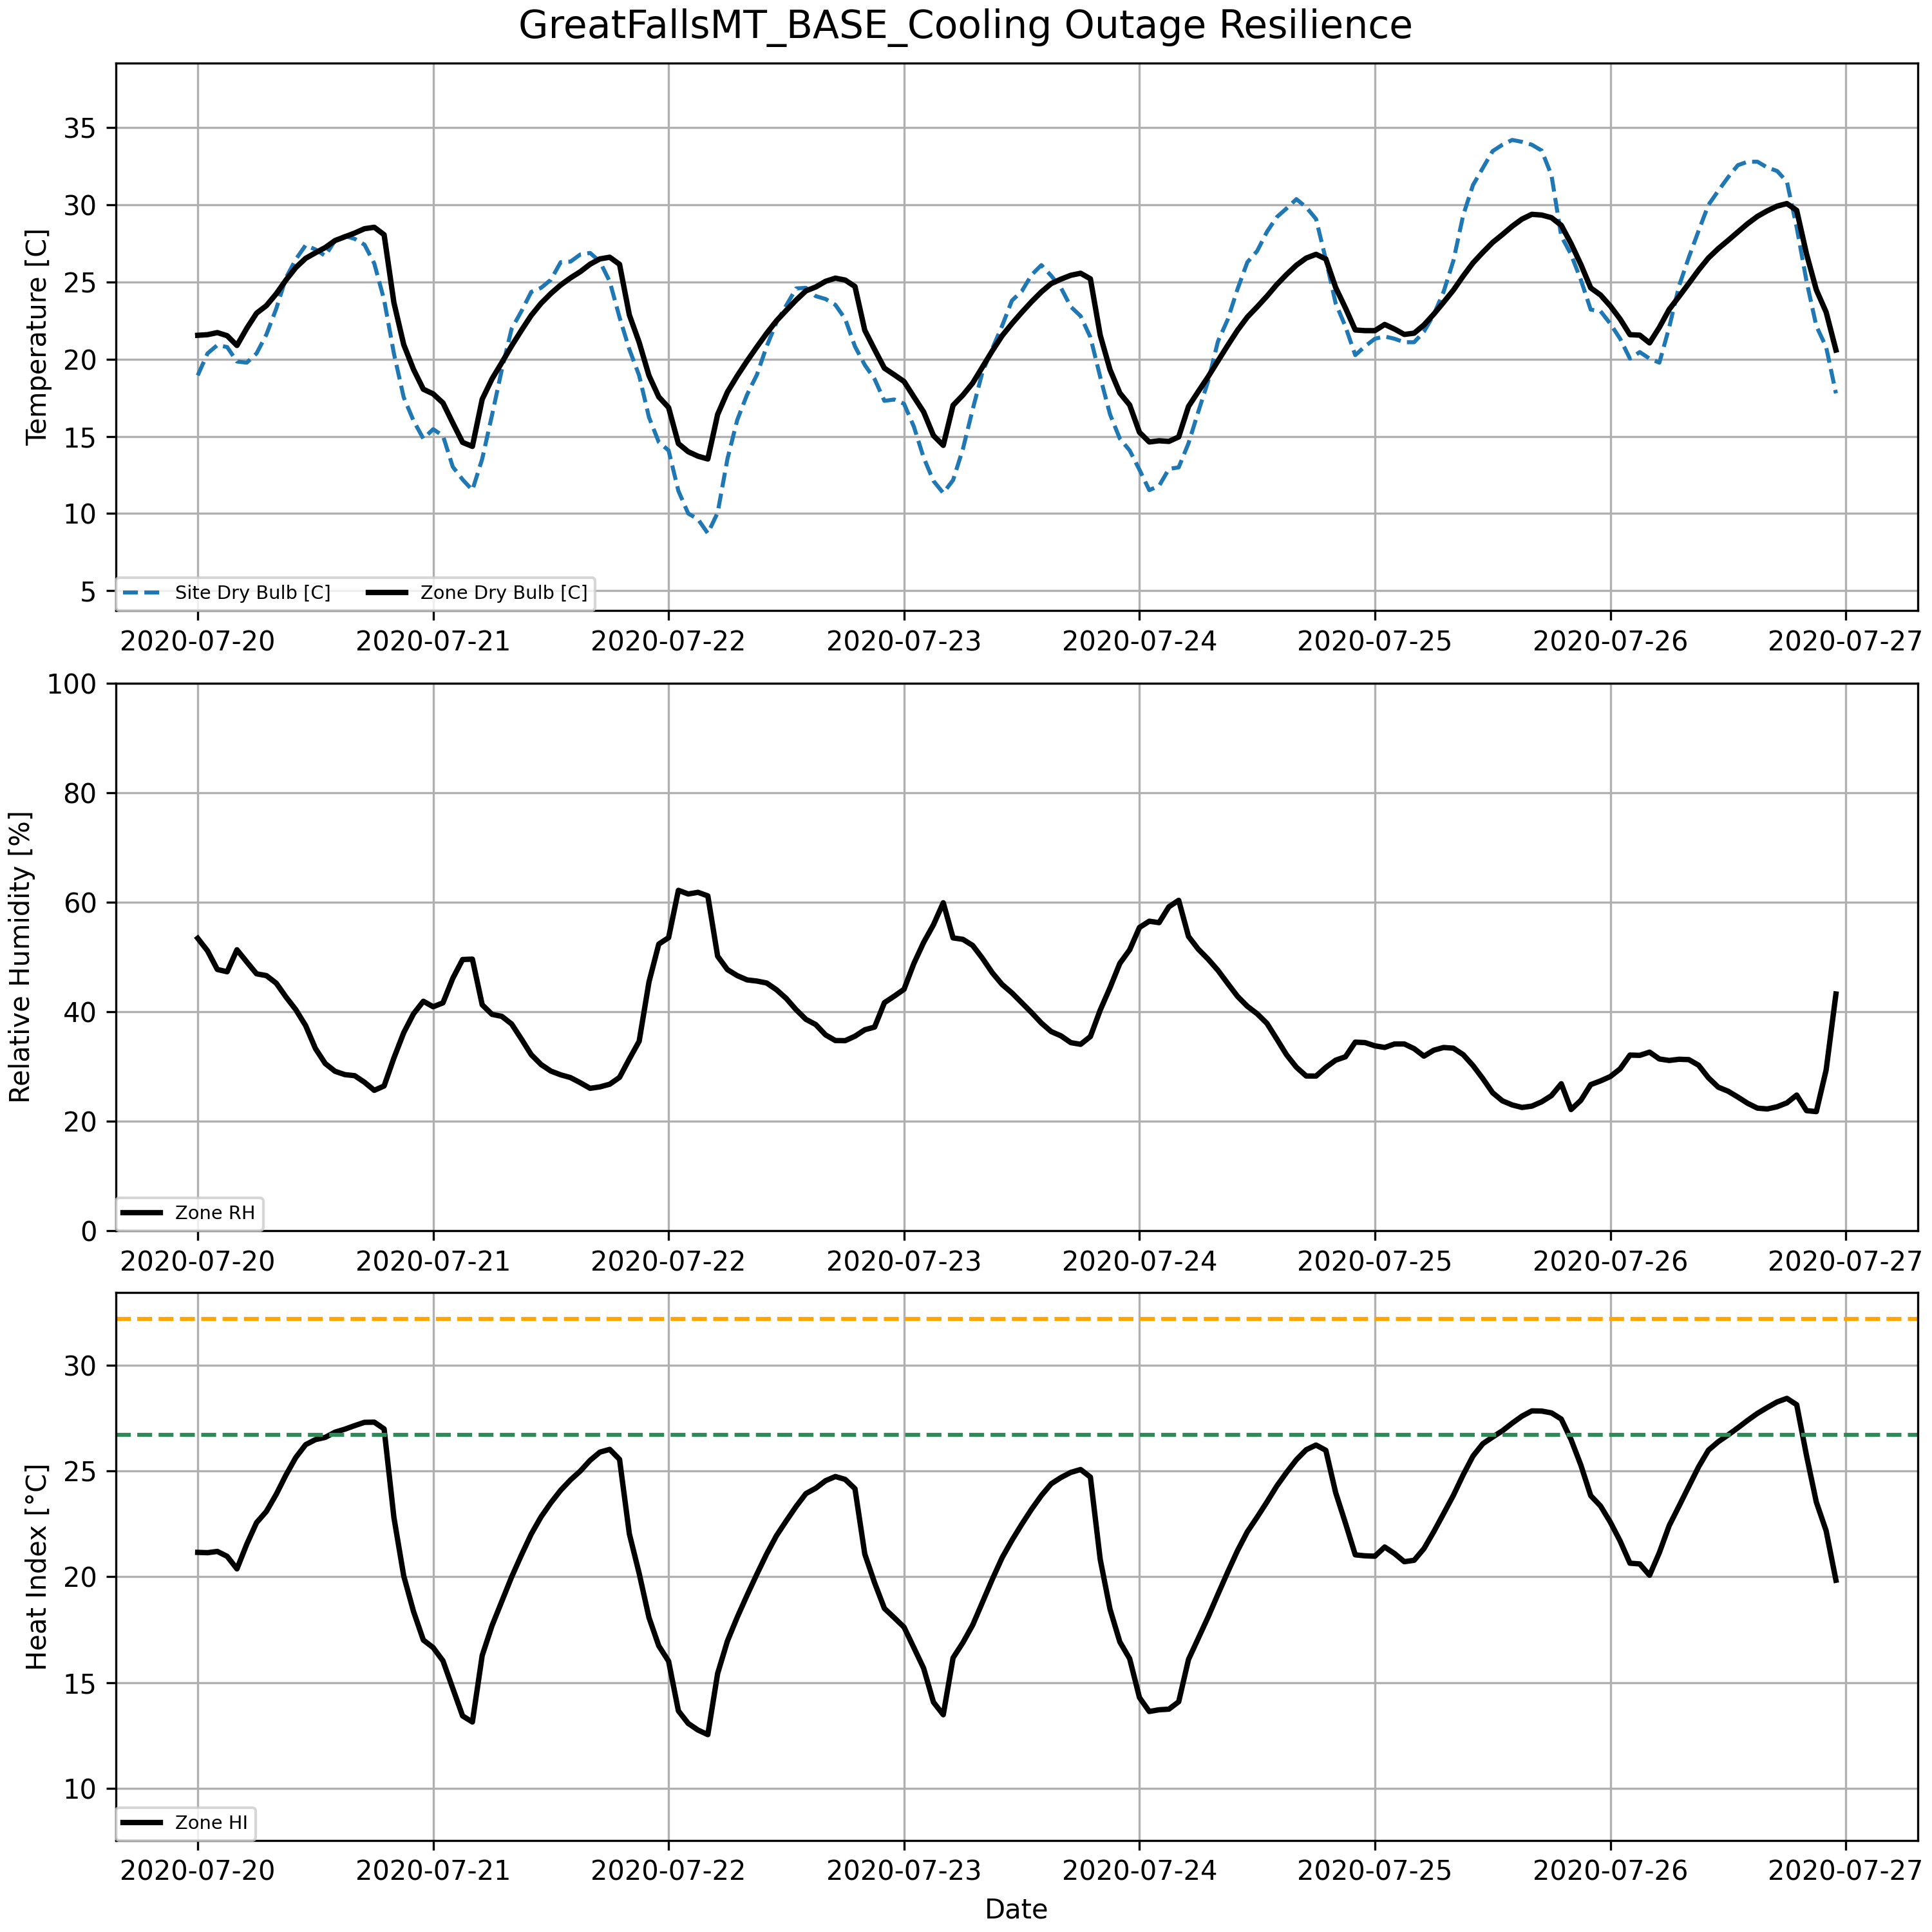 GreatFallsMT_BASE_Cooling Outage Resilience
Temperature [C]
35
30
25
20
15
10
5
Site Dry Bulb [C] Zone Dry Bulb [C]
2020-07-20 2020-07-21 2020-07-22 2020-07-23 2020-07-24 2020-07-25 2020-07-26 2020-07-27
Relative Humidity [%]
100
80
60
40
20
0
Zone RH
2020-07-20 2020-07-21 2020-07-22 2020-07-23 2020-07-24 2020-07-25 2020-07-26 2020-07-27
Heat Index [°C]
30
25
20
15
10
Zone HI
2020-07-20 2020-07-21 2020-07-22 2020-07-23 2020-07-24 2020-07-25 2020-07-26 2020-07-27
Date